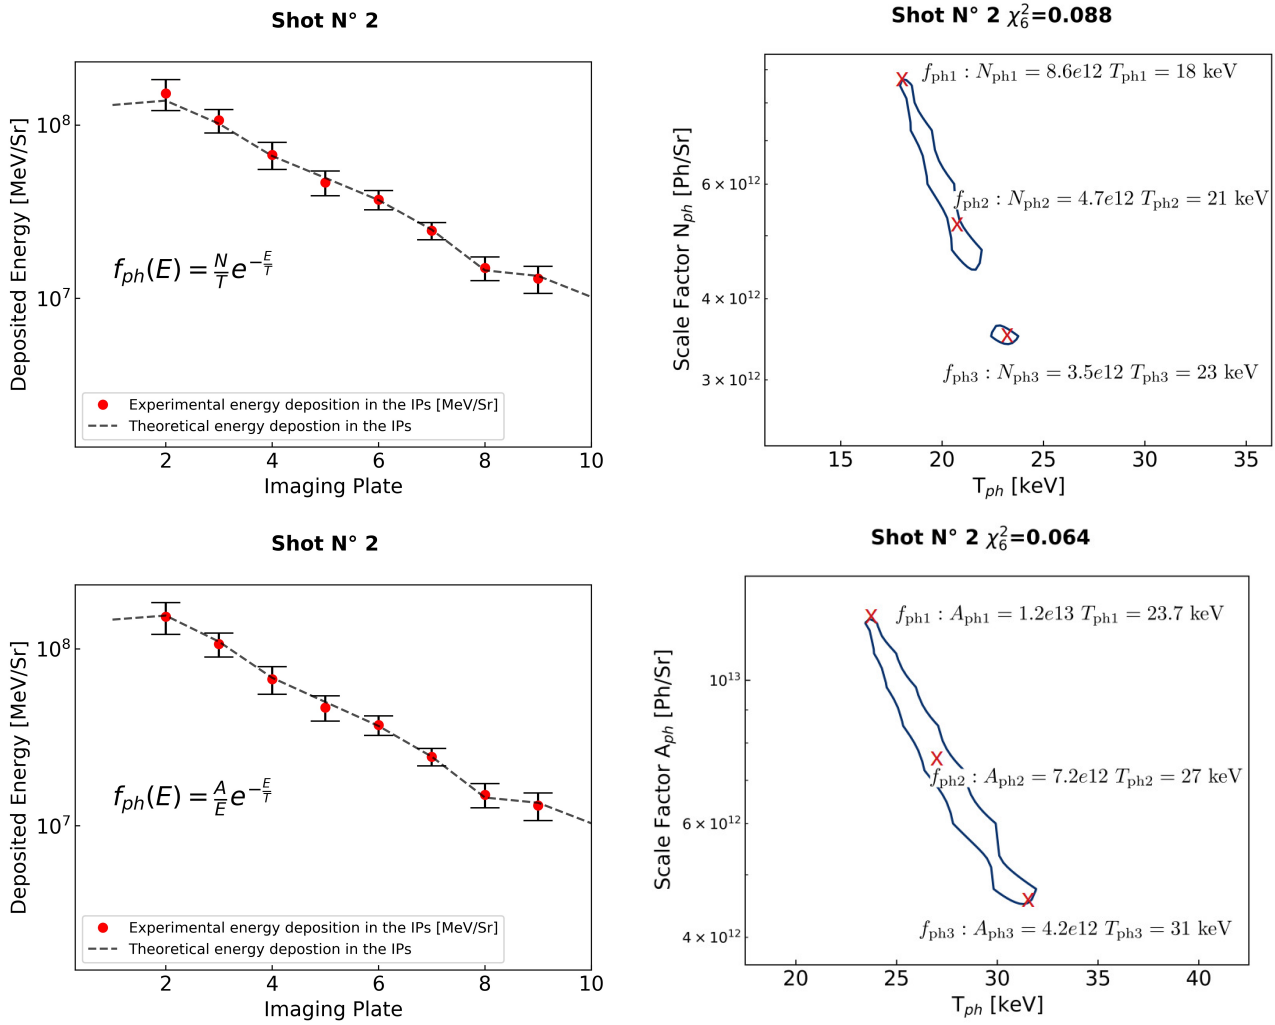 Shot N° 2
Deposited Energy [MeV/Sr]
10⁸
10⁷
f_ph(E) = N/T e^(-E/T)
Experimental energy deposition in the IPs [MeV/Sr]
Theoretical energy depostion in the IPs
2 4 6 8 10
Imaging Plate
Shot N° 2 χ²₆=0.088
Scale Factor N_ph [Ph/Sr]
6 × 10¹²
4 × 10¹²
3 × 10¹²
f_ph1 : N_ph1 = 8.6e12 T_ph1 = 18 keV
f_ph2 : N_ph2 = 4.7e12 T_ph2 = 21 keV
f_ph3 : N_ph3 = 3.5e12 T_ph3 = 23 keV
15 20 25 30 35
T_ph [keV]
Shot N° 2
Deposited Energy [MeV/Sr]
10⁸
10⁷
f_ph(E) = A/E e^(-E/T)
Experimental energy deposition in the IPs [MeV/Sr]
Theoretical energy depostion in the IPs
2 4 6 8 10
Imaging Plate
Shot N° 2 χ²₆=0.064
Scale Factor A_ph [Ph/Sr]
10¹³
6 × 10¹²
4 × 10¹²
f_ph1 : A_ph1 = 1.2e13 T_ph1 = 23.7 keV
f_ph2 : A_ph2 = 7.2e12 T_ph2 = 27 keV
f_ph3 : A_ph3 = 4.2e12 T_ph3 = 31 keV
20 25 30 35 40
T_ph [keV]